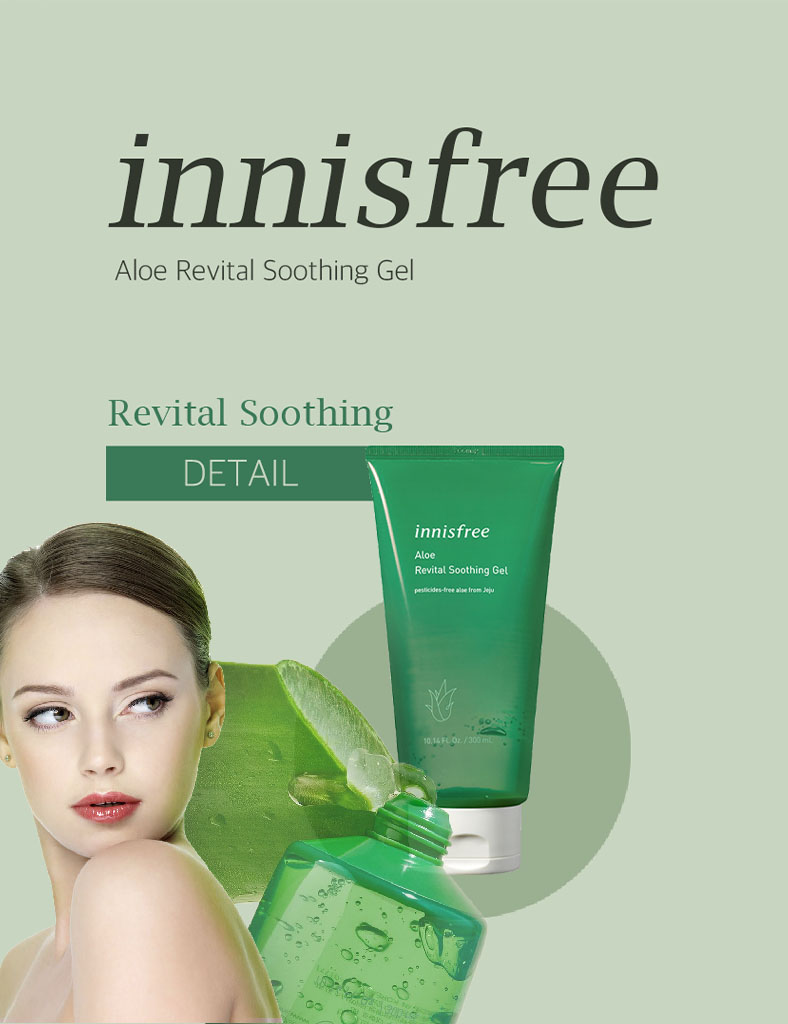 innisfree
Aloe Revital Soothing Gel
Revital Soothing
DETAIL
innisfree
Aloe
Revital Soothing Gel
pesticides-free aloe from Jeju
10.14 Fl. Oz. / 300 mL